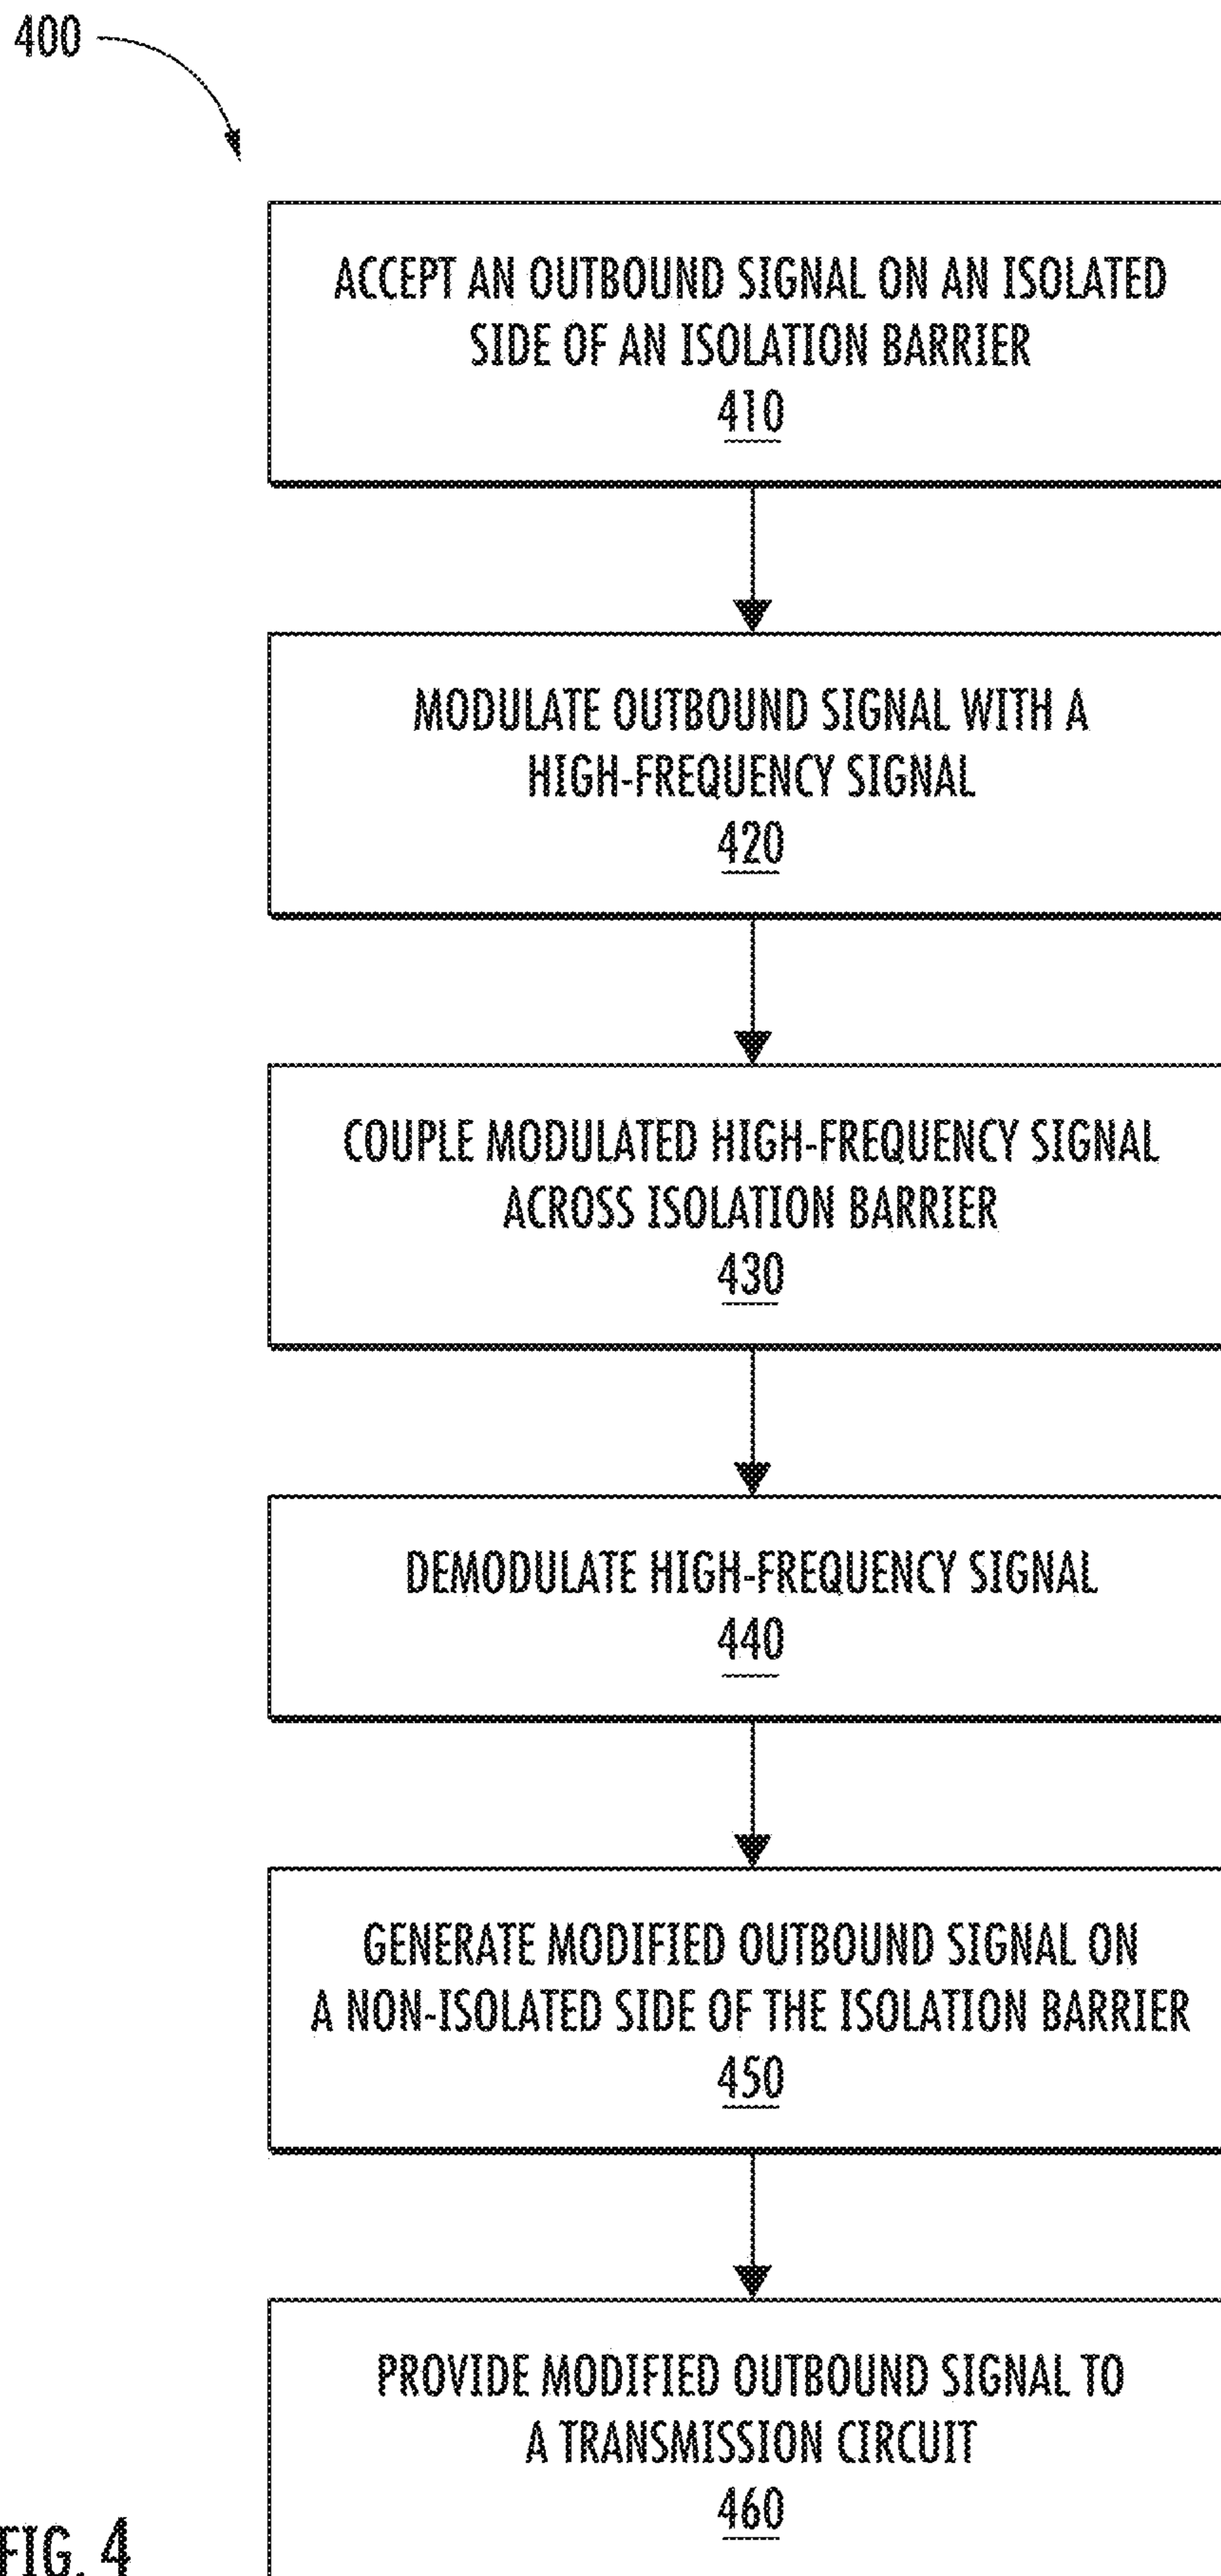 400
ACCEPT AN OUTBOUND SIGNAL ON AN ISOLATED
SIDE OF AN ISOLATION BARRIER
410
MODULATE OUTBOUND SIGNAL WITH A
HIGH-FREQUENCY SIGNAL
420
COUPLE MODULATED HIGH-FREQUENCY SIGNAL
ACROSS ISOLATION BARRIER
430
DEMODULATE HIGH-FREQUENCY SIGNAL
440
GENERATE MODIFIED OUTBOUND SIGNAL ON
A NON-ISOLATED SIDE OF THE ISOLATION BARRIER
450
PROVIDE MODIFIED OUTBOUND SIGNAL TO
A TRANSMISSION CIRCUIT
460
FIG. 4